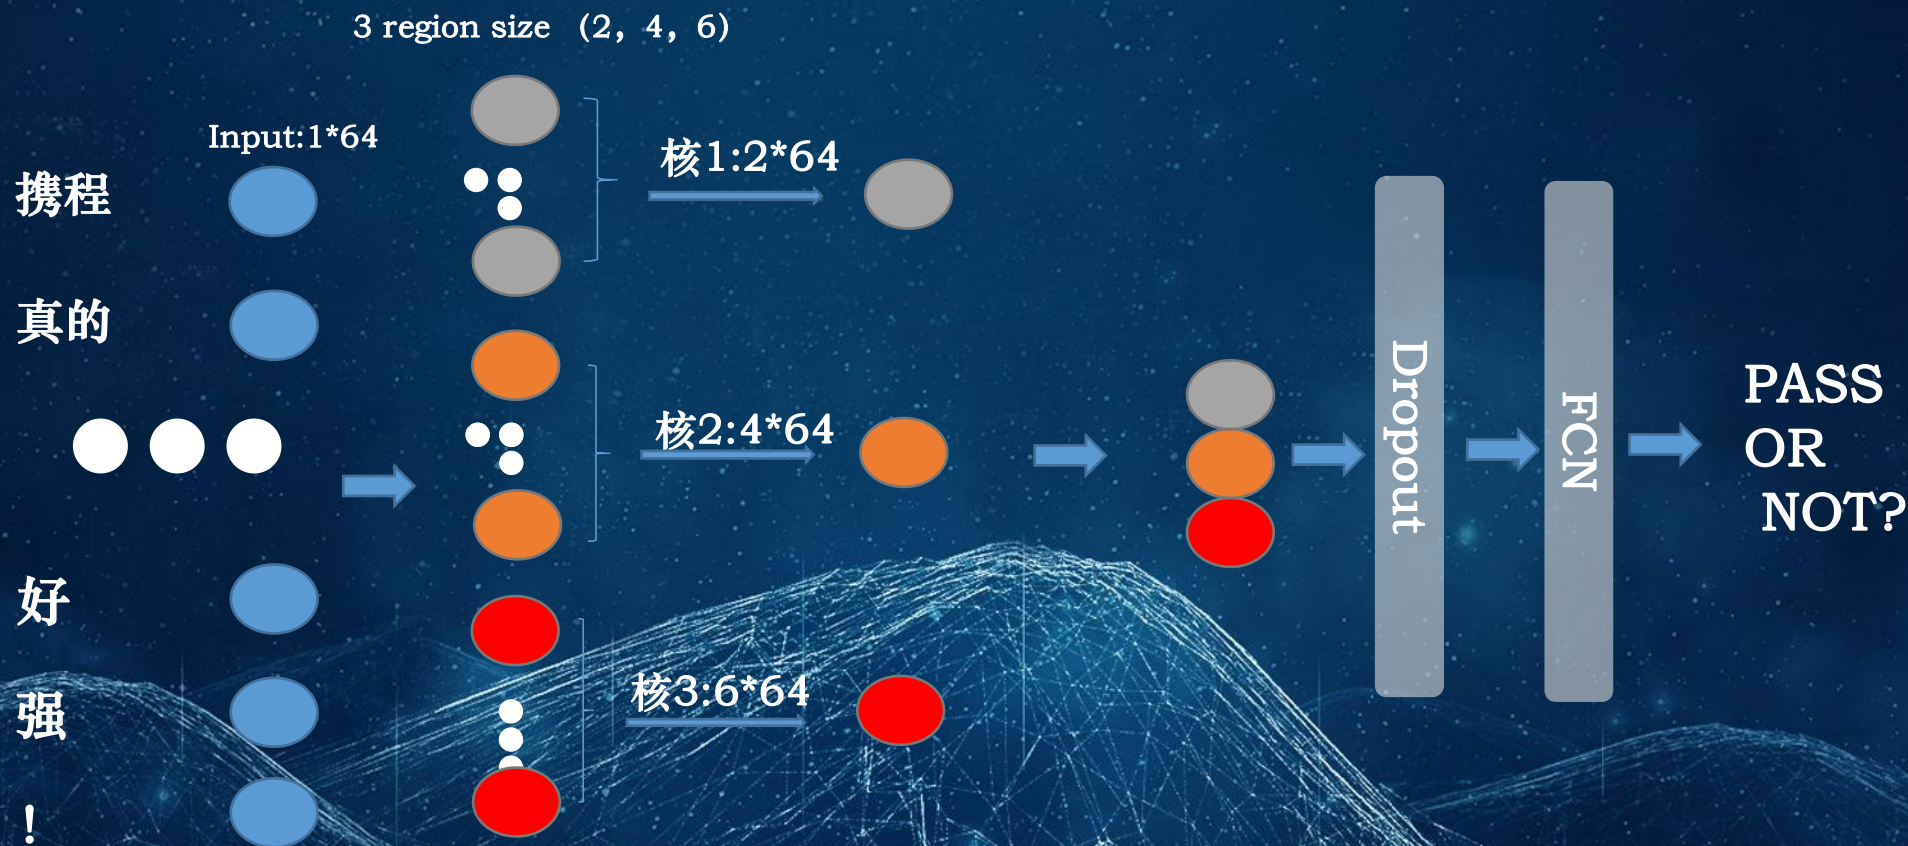 3 region size （2，4，6）
Input:1*64
携程
真的
好
强
！
核1:2*64
核2:4*64
核3:6*64
Dropout
FCN
PASS
OR
NOT?